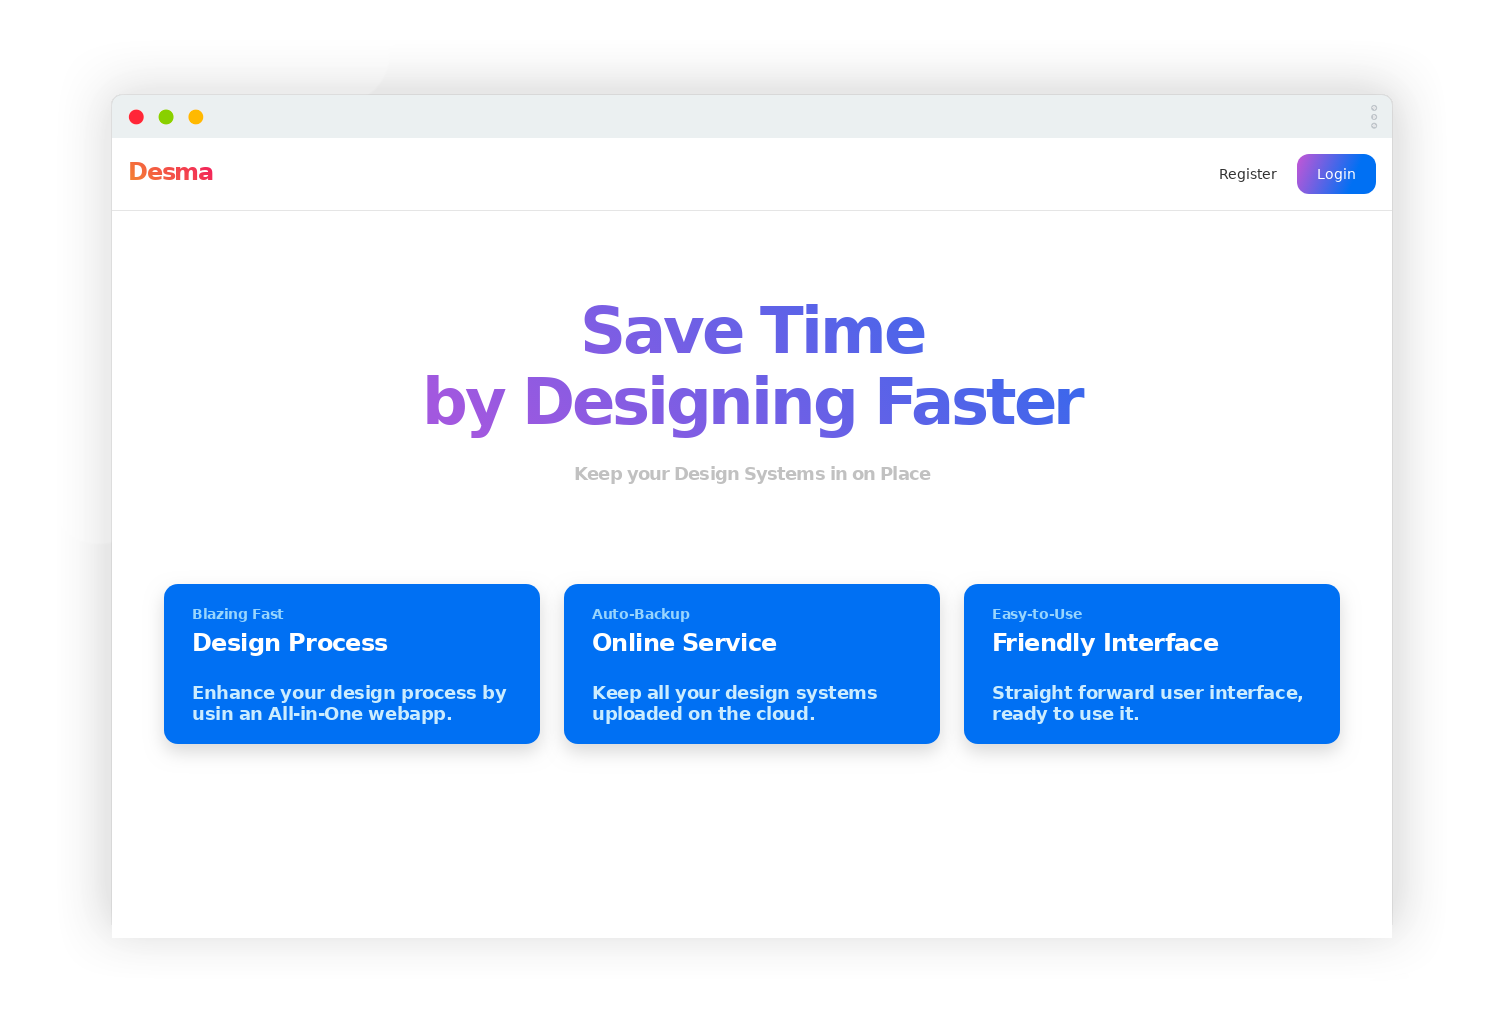 Desma
Register
Login
Save Time
by Designing Faster
Keep your Design Systems in on Place
Blazing Fast
Design Process
Enhance your design process by
usin an All-in-One webapp.
Auto-Backup
Online Service
Keep all your design systems
uploaded on the cloud.
Easy-to-Use
Friendly Interface
Straight forward user interface,
ready to use it.